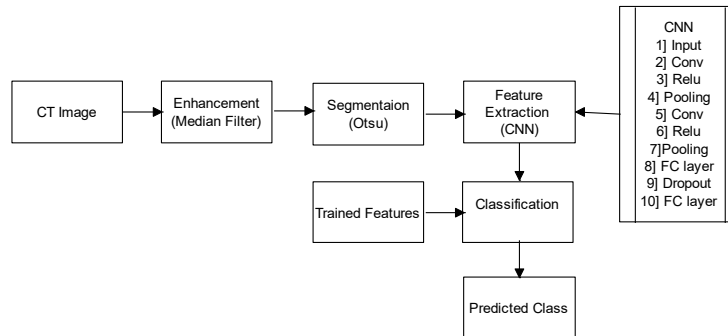 CT Image
Enhancement
(Median Filter)
Segmentaion
(Otsu)
Feature
Extraction
(CNN)
CNN
1] Input
2] Conv
3] Relu
4] Pooling
5] Conv
6] Relu
7]Pooling
8] FC layer
9] Dropout
10] FC layer
Trained Features
Classification
Predicted Class